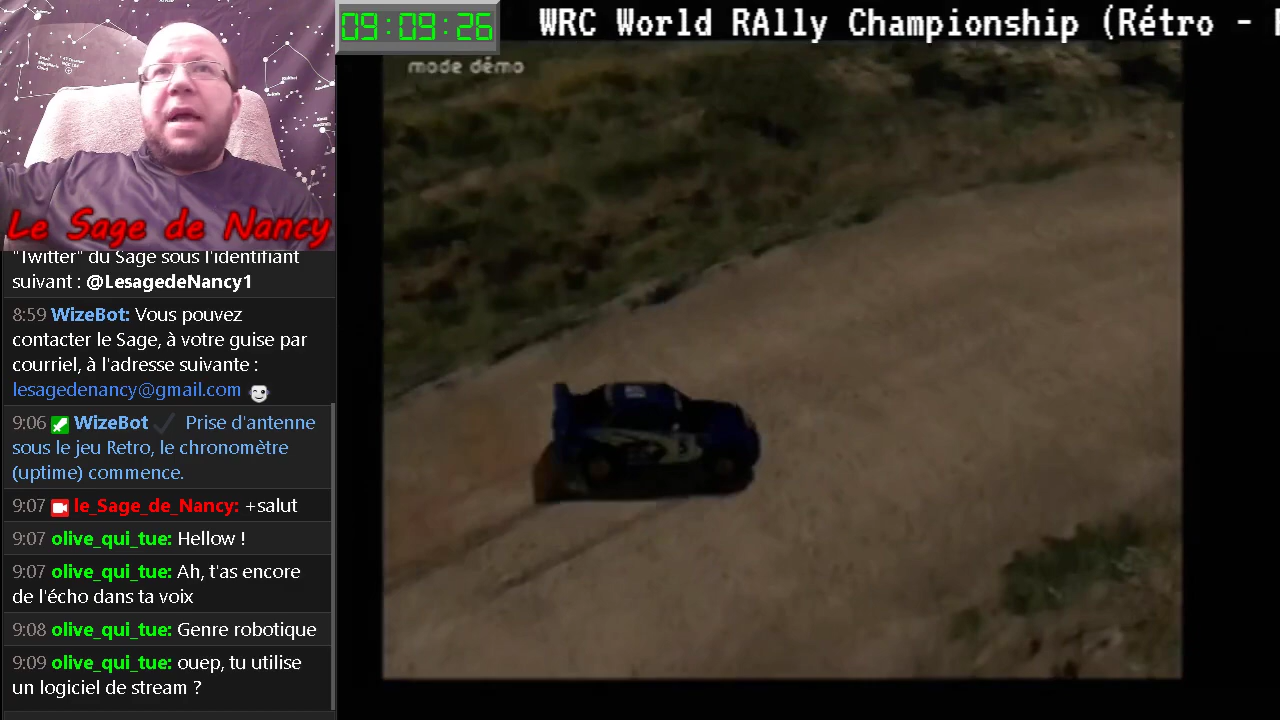 09:09:26
WRC World RAlly Championship (Rétro -
mode démo
Le Sage de Nancy
"Twitter" du Sage sous l'identifiant
suivant : @LesagedeNancy1
8:59 WizeBot: Vous pouvez
contacter le Sage, à votre guise par
courriel, à l'adresse suivante :
lesagedenancy@gmail.com
9:06 WizeBot Prise d'antenne
sous le jeu Retro, le chronomètre
(uptime) commence.
9:07 le_Sage_de_Nancy: +salut
9:07 olive_qui_tue: Hellow !
9:07 olive_qui_tue: Ah, t'as encore
de l'écho dans ta voix
9:08 olive_qui_tue: Genre robotique
9:09 olive_qui_tue: ouep, tu utilise
un logiciel de stream ?